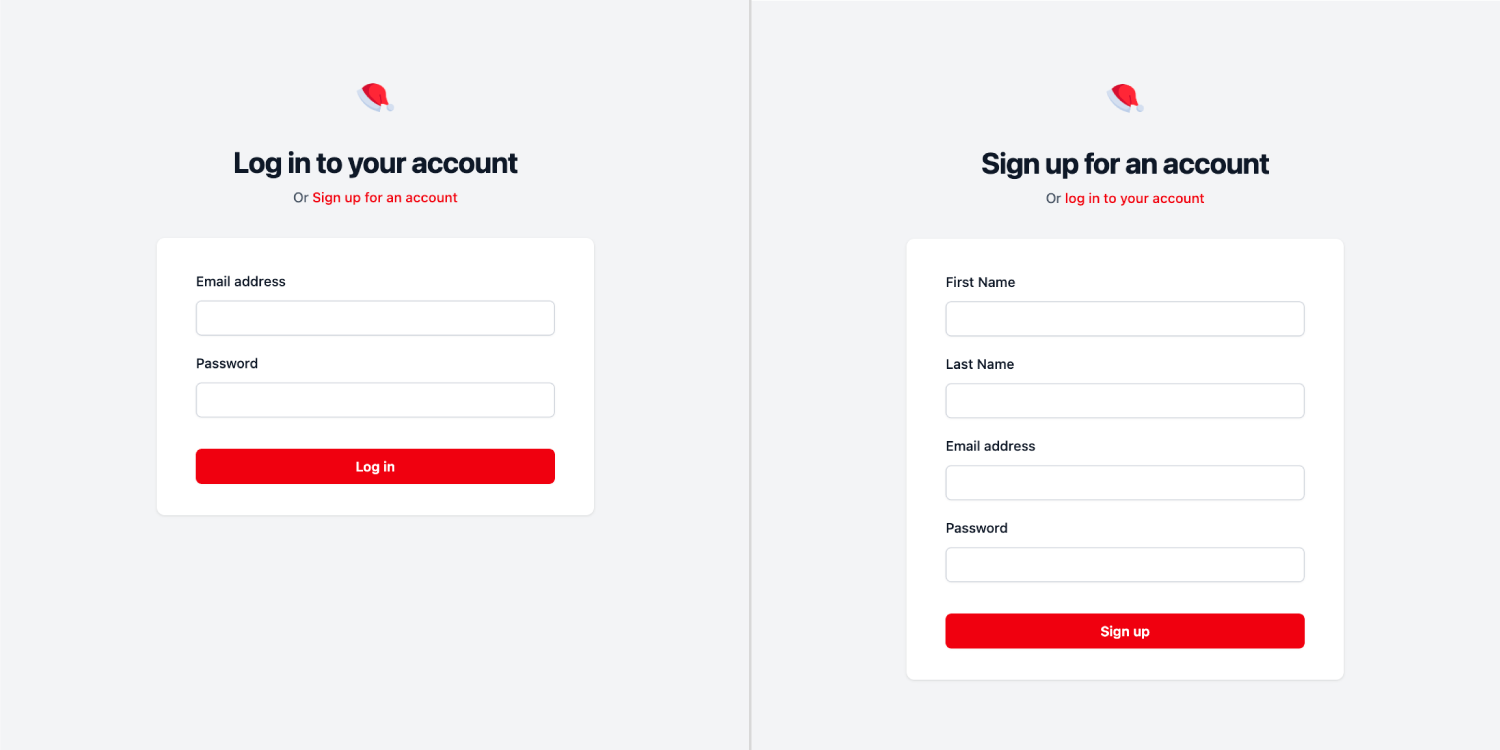 Log in to your account
Or Sign up for an account
Email address
Password
Log in
Sign up for an account
Or log in to your account
First Name
Last Name
Email address
Password
Sign up